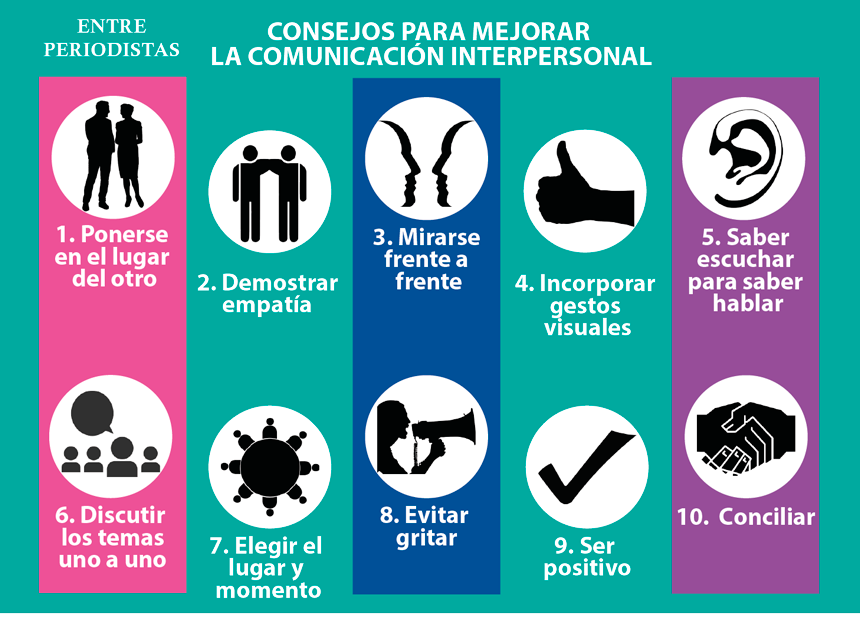 ENTRE
PERIODISTAS
CONSEJOS PARA MEJORAR
LA COMUNICACIÓN INTERPERSONAL
1. Ponerse
en el lugar
del otro
2. Demostrar
empatía
3. Mirarse
frente a
frente
4. Incorporar
gestos
visuales
5. Saber
escuchar
para saber
hablar
6. Discutir
los temas
uno a uno
7. Elegir el
lugar y
momento
8. Evitar
gritar
9. Ser
positivo
10. Conciliar